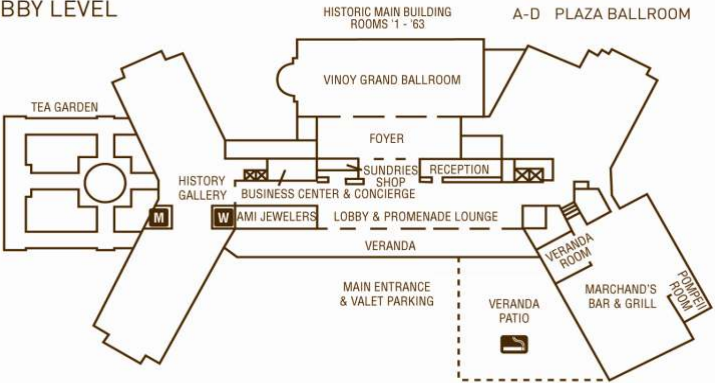 BBY LEVEL
HISTORIC MAIN BUILDING
ROOMS '1 - '63
A-D PLAZA BALLROOM
VINOY GRAND BALLROOM
TEA GARDEN
FOYER
SUNDRIES
SHOP
RECEPTION
HISTORY
GALLERY
BUSINESS CENTER & CONCIERGE
M
W
AMI JEWELERS
LOBBY & PROMENADE LOUNGE
VERANDA
VERANDA
ROOM
MAIN ENTRANCE
& VALET PARKING
VERANDA
PATIO
MARCHAND'S
BAR & GRILL
POMPEII
ROOM